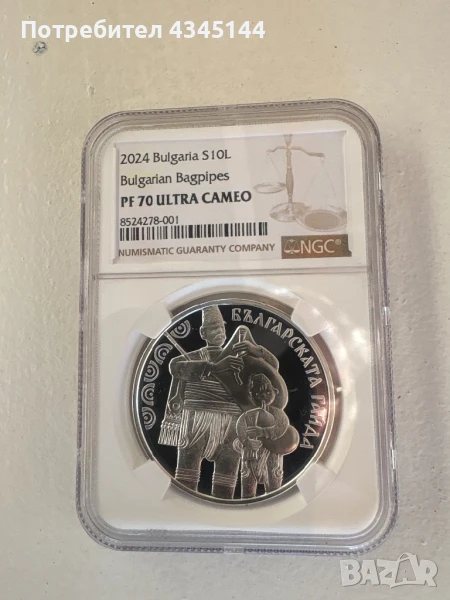 Потребител 4345144
2024 Bulgaria S10L
Bulgarian Bagpipes
PF 70 ULTRA CAMEO
8524278-001
NUMISMATIC GUARANTY COMPANY
NGC®
БЪЛГАРСКАТА ГАЙДА
BAZAR